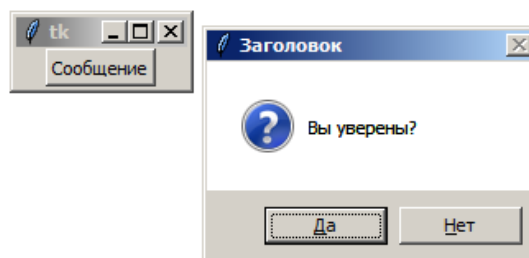 tk
Сообщение
Заголовок
Вы уверены?
Да
Нет